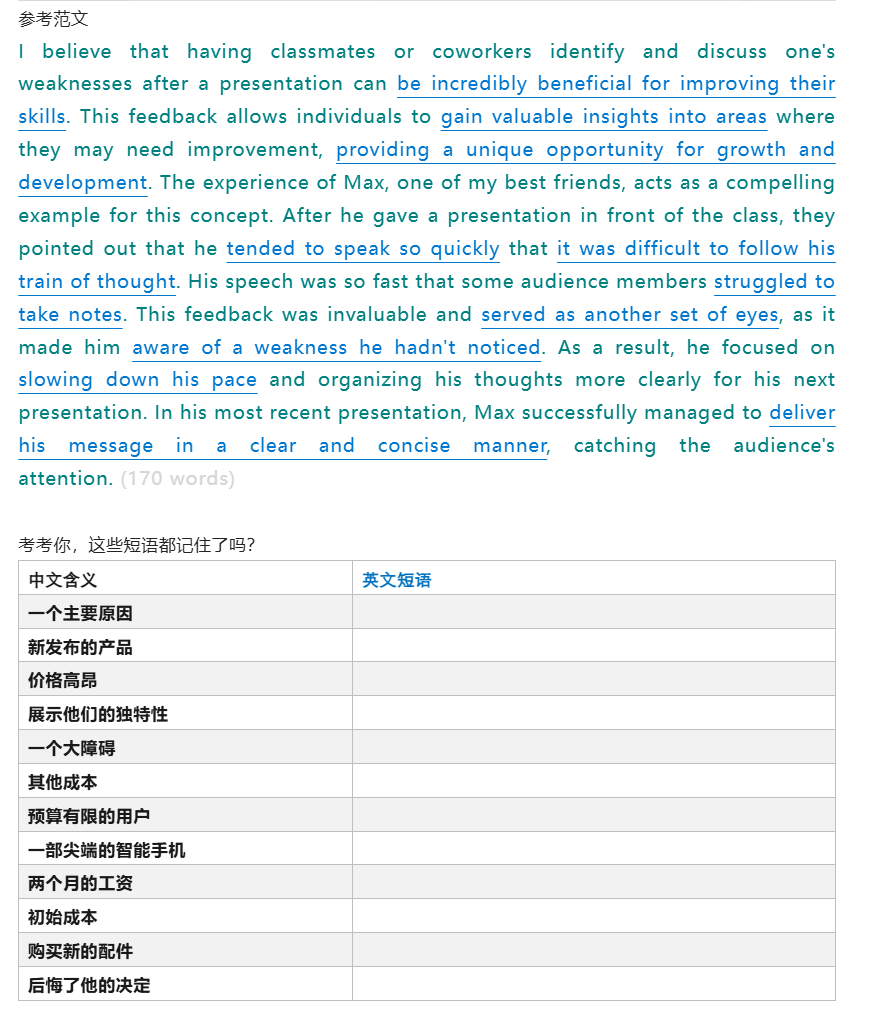 参考范文
I believe that having classmates or coworkers identify and discuss one's
weaknesses after a presentation can be incredibly beneficial for improving their
skills. This feedback allows individuals to gain valuable insights into areas where
they may need improvement, providing a unique opportunity for growth and
development. The experience of Max, one of my best friends, acts as a compelling
example for this concept. After he gave a presentation in front of the class, they
pointed out that he tended to speak so quickly that it was difficult to follow his
train of thought. His speech was so fast that some audience members struggled to
take notes. This feedback was invaluable and served as another set of eyes, as it
made him aware of a weakness he hadn't noticed. As a result, he focused on
slowing down his pace and organizing his thoughts more clearly for his next
presentation. In his most recent presentation, Max successfully managed to deliver
his message in a clear and concise manner, catching the audience's
attention. (170 words)
考考你，这些短语都记住了吗？
中文含义 英文短语
一个主要原因
新发布的产品
价格高昂
展示他们的独特性
一个大障碍
其他成本
预算有限的用户
一部尖端的智能手机
两个月的工资
初始成本
购买新的配件
后悔了他的决定